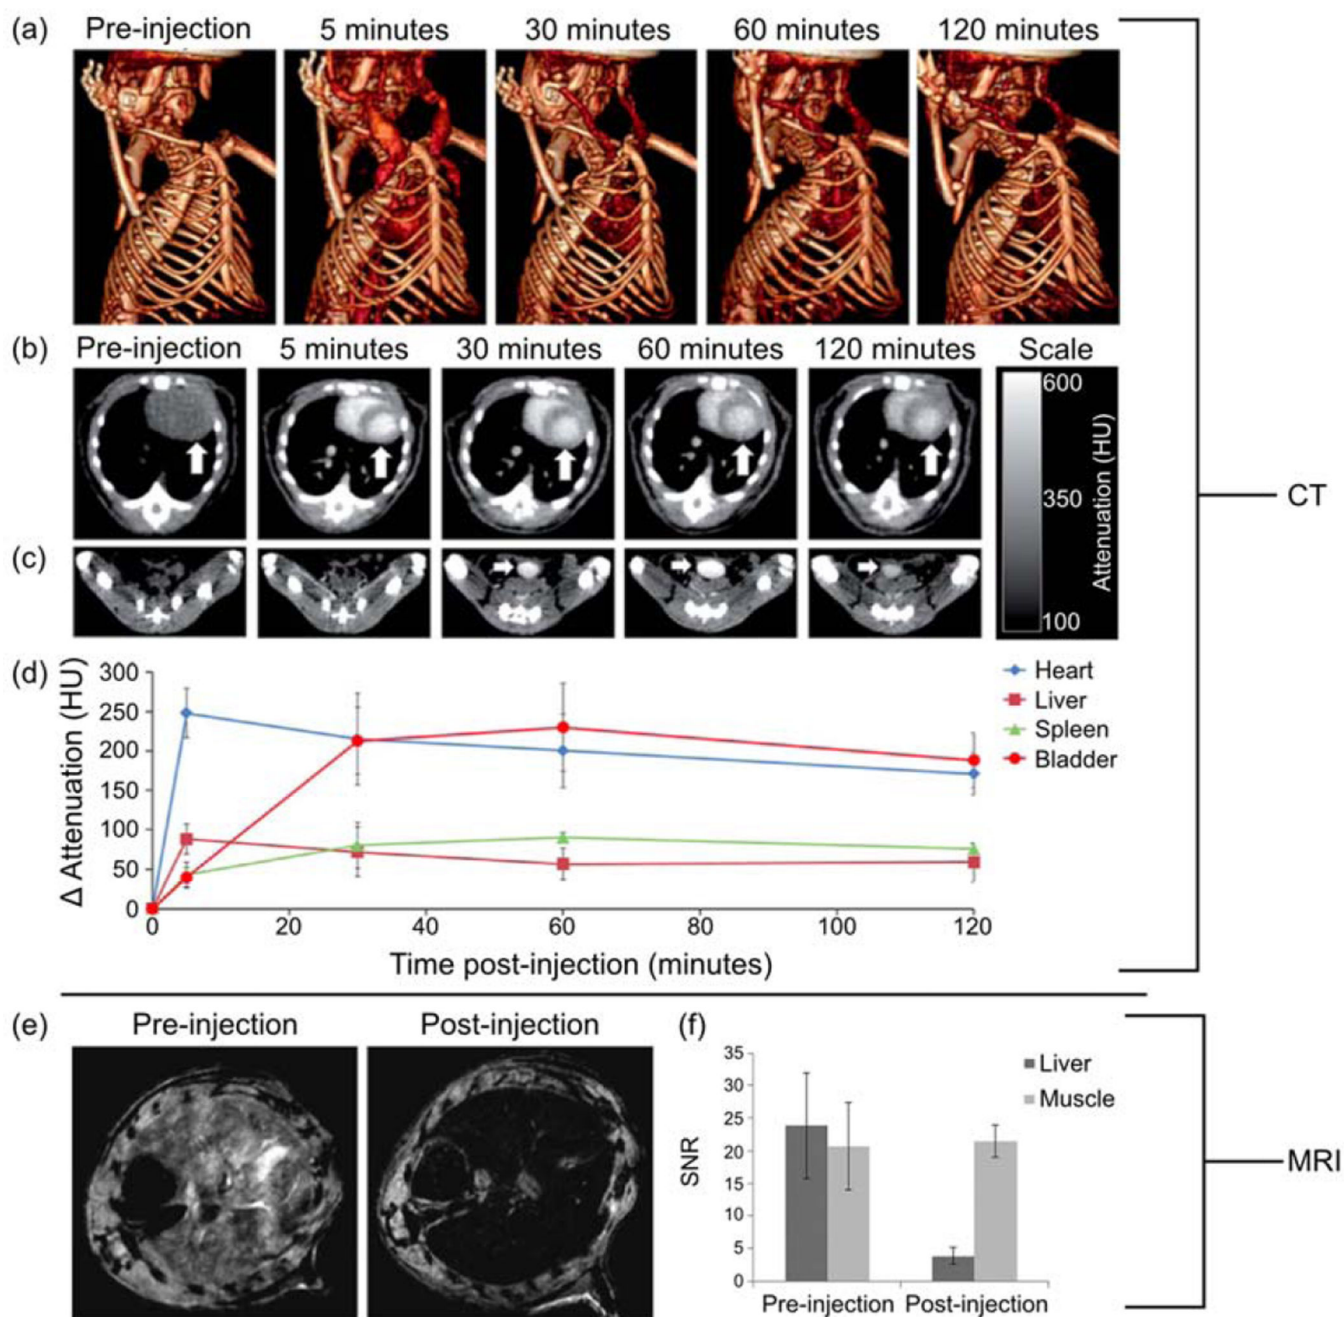 (a) Pre-injection 5 minutes 30 minutes 60 minutes 120 minutes
(b) Pre-injection 5 minutes 30 minutes 60 minutes 120 minutes Scale
600
350
100
Attenuation (HU)
CT
(c)
(d)
Δ Attenuation (HU)
300
250
200
150
100
50
0
0 20 40 60 80 100 120
Time post-injection (minutes)
Heart
Liver
Spleen
Bladder
(e) Pre-injection Post-injection
(f)
SNR
35
30
25
20
15
10
5
0
Pre-injection Post-injection
Liver
Muscle
MRI